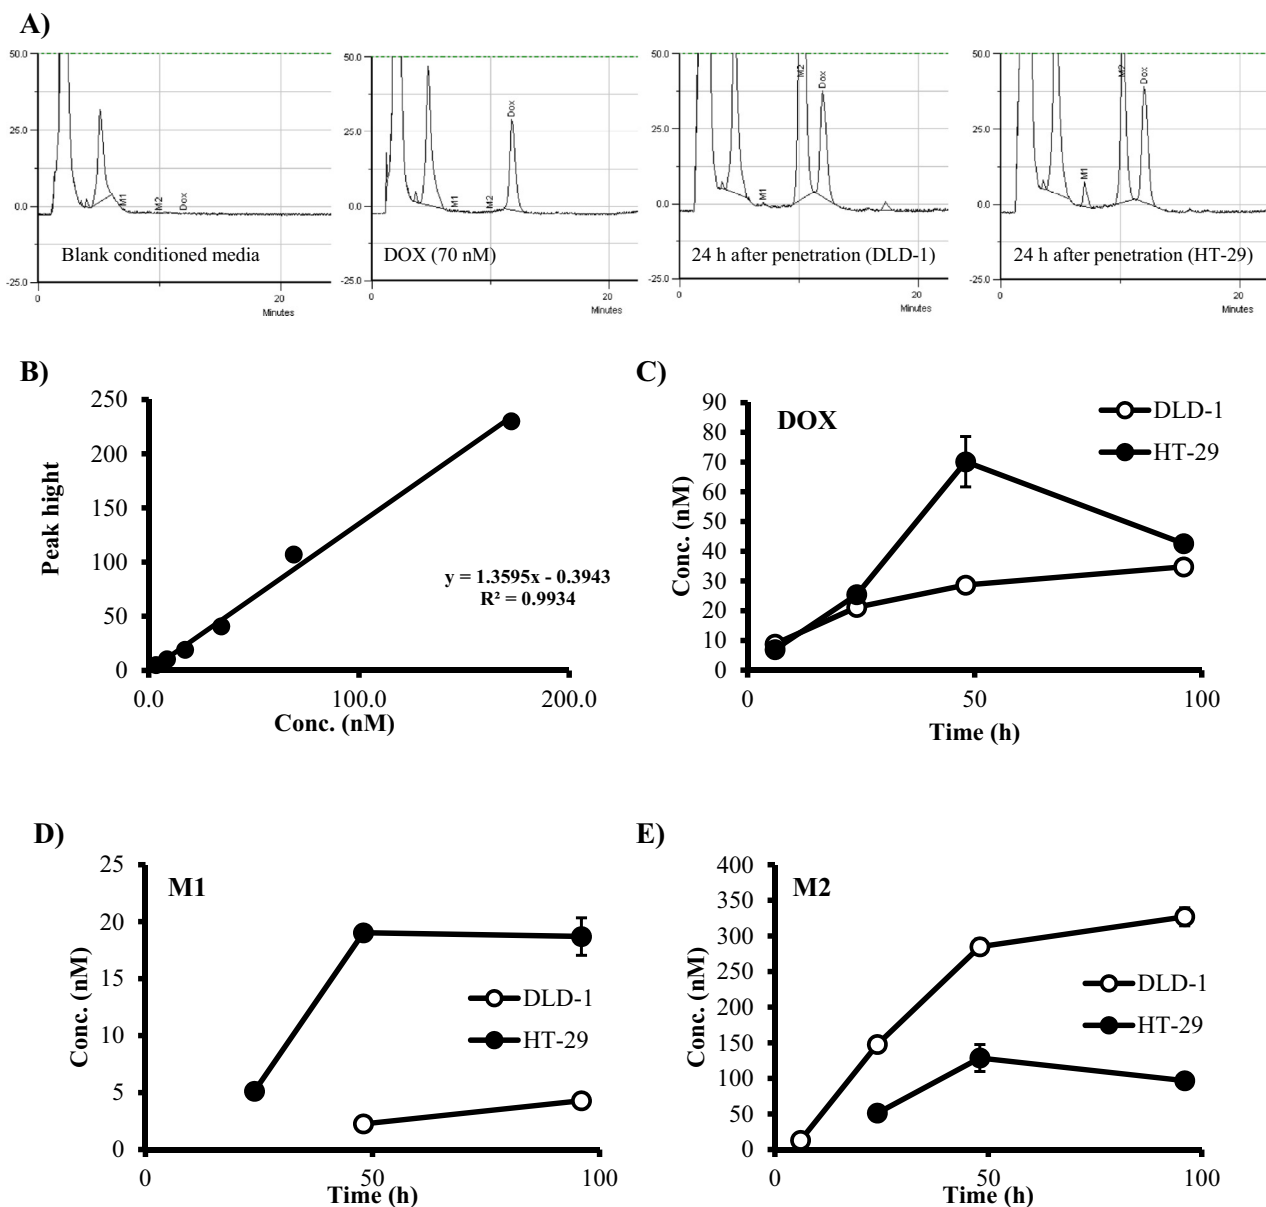 A)
50.0
25.0
0.0
-25.0
M1
M2
Dox
Blank conditioned media
0
20
Minutes
50.0
25.0
0.0
-25.0
M1
M2
Dox
DOX (70 nM)
0
20
Minutes
50.0
25.0
0.0
-25.0
M1
M2
Dox
24 h after penetration (DLD-1)
0
20
Minutes
50.0
25.0
0.0
-25.0
M1
M2
Dox
24 h after penetration (HT-29)
0
20
Minutes
B)
Peak hight
250
200
150
100
50
0
y = 1.3595x - 0.3943
R² = 0.9934
0.0
100.0
200.0
Conc. (nM)
C)
DOX
DLD-1
HT-29
Conc. (nM)
90
80
70
60
50
40
30
20
10
0
0
50
100
Time (h)
D)
M1
Conc. (nM)
25
20
15
10
5
0
DLD-1
HT-29
0
50
100
Time (h)
E)
M2
Conc. (nM)
400
350
300
250
200
150
100
50
0
DLD-1
HT-29
0
50
100
Time (h)